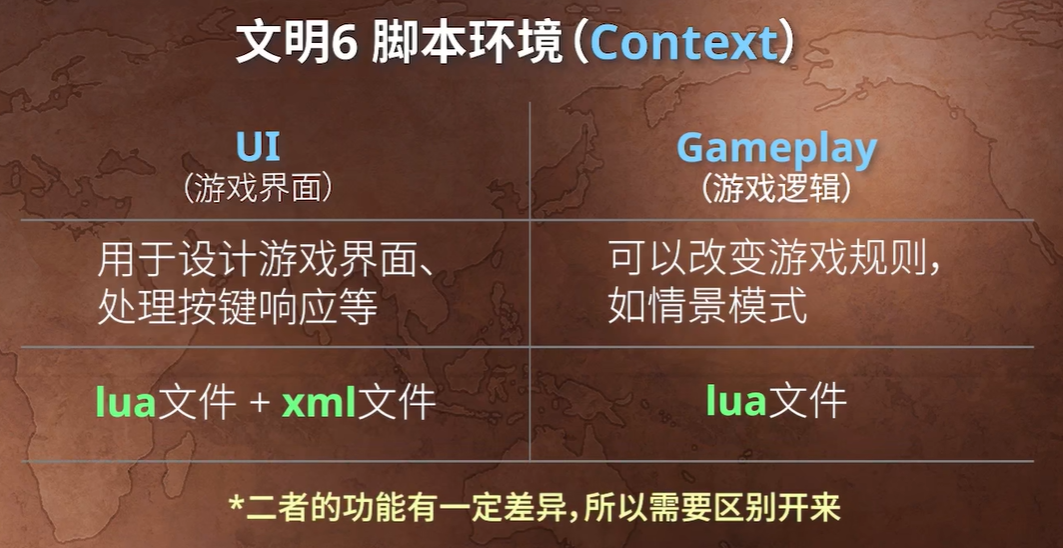 文明6 脚本环境(Context)
UI
(游戏界面)
Gameplay
(游戏逻辑)
用于设计游戏界面、
处理按键响应等
可以改变游戏规则，
如情景模式
lua文件 + xml文件
lua文件
*二者的功能有一定差异，所以需要区别开来